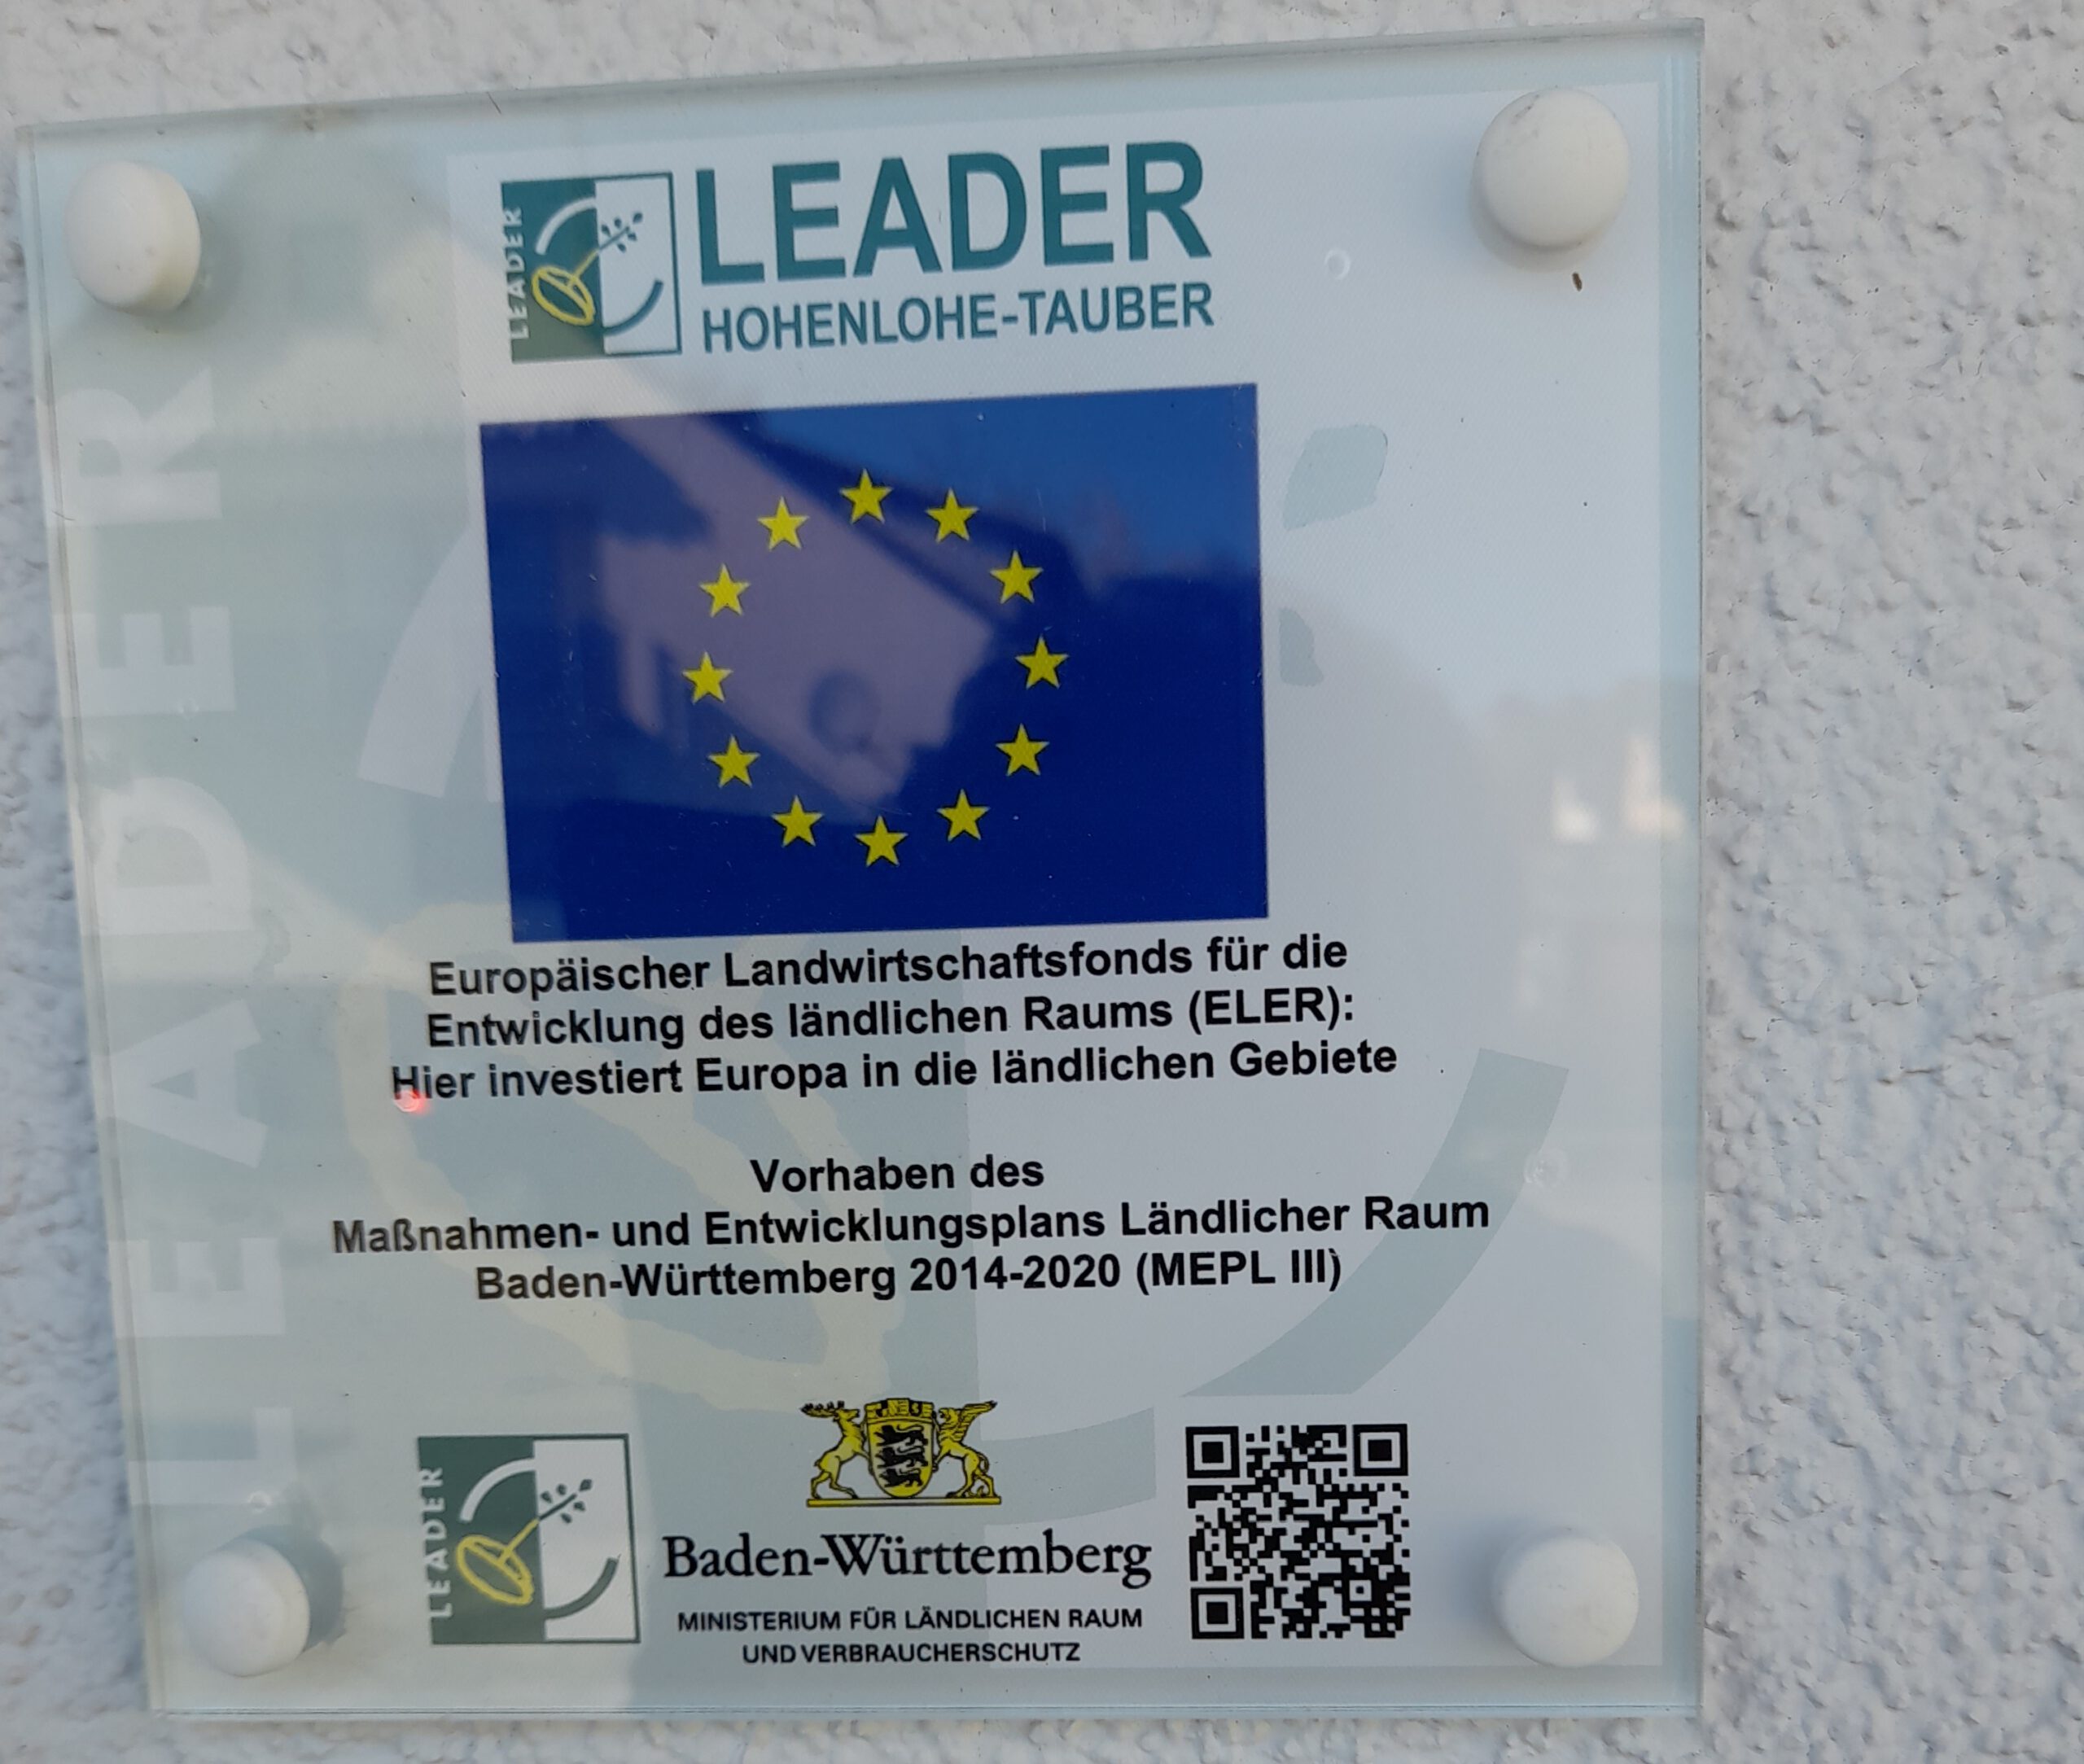 LEADER
LEADER
HOHENLOHE-TAUBER
LEADER
Europäischer Landwirtschaftsfonds für die
Entwicklung des ländlichen Raums (ELER):
Hier investiert Europa in die ländlichen Gebiete
Vorhaben des
Maßnahmen- und Entwicklungsplans Ländlicher Raum
Baden-Württemberg 2014-2020 (MEPL III)
LEADER
Baden-Württemberg
MINISTERIUM FÜR LÄNDLICHEN RAUM
UND VERBRAUCHERSCHUTZ